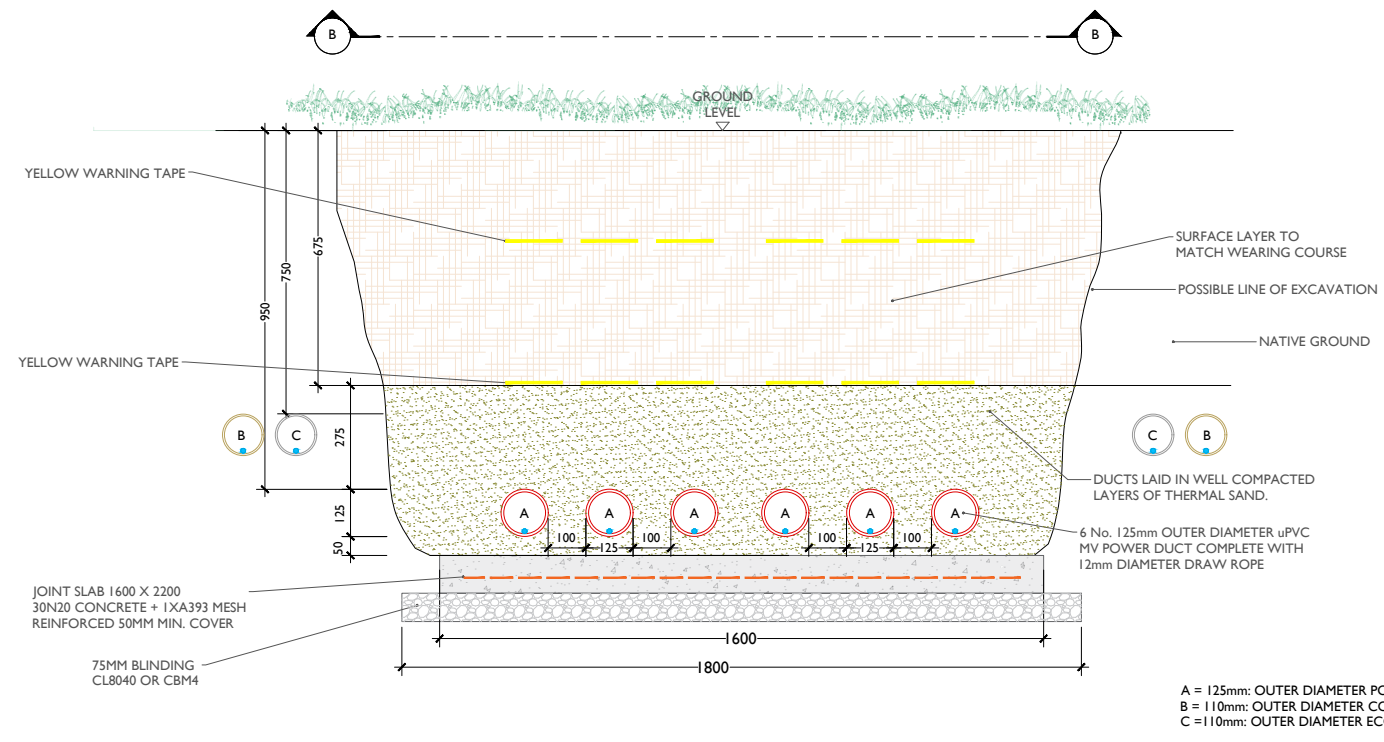 B
B
GROUND
LEVEL
YELLOW WARNING TAPE
SURFACE LAYER TO
MATCH WEARING COURSE
675
750
950
POSSIBLE LINE OF EXCAVATION
NATIVE GROUND
YELLOW WARNING TAPE
B
C
275
C
B
DUCTS LAID IN WELL COMPACTED
LAYERS OF THERMAL SAND.
125
A
A
A
A
A
A
6 No. 125mm OUTER DIAMETER uPVC
MV POWER DUCT COMPLETE WITH
12mm DIAMETER DRAW ROPE
50
100
125
100
100
125
100
JOINT SLAB 1600 X 2200
30N20 CONCRETE + 1XA393 MESH
REINFORCED 50MM MIN. COVER
1600
1800
75MM BLINDING
CL8040 OR CBM4
A = 125mm: OUTER DIAMETER
B = 110mm: OUTER DIAMETER
C =110mm: OUTER DIAMETER